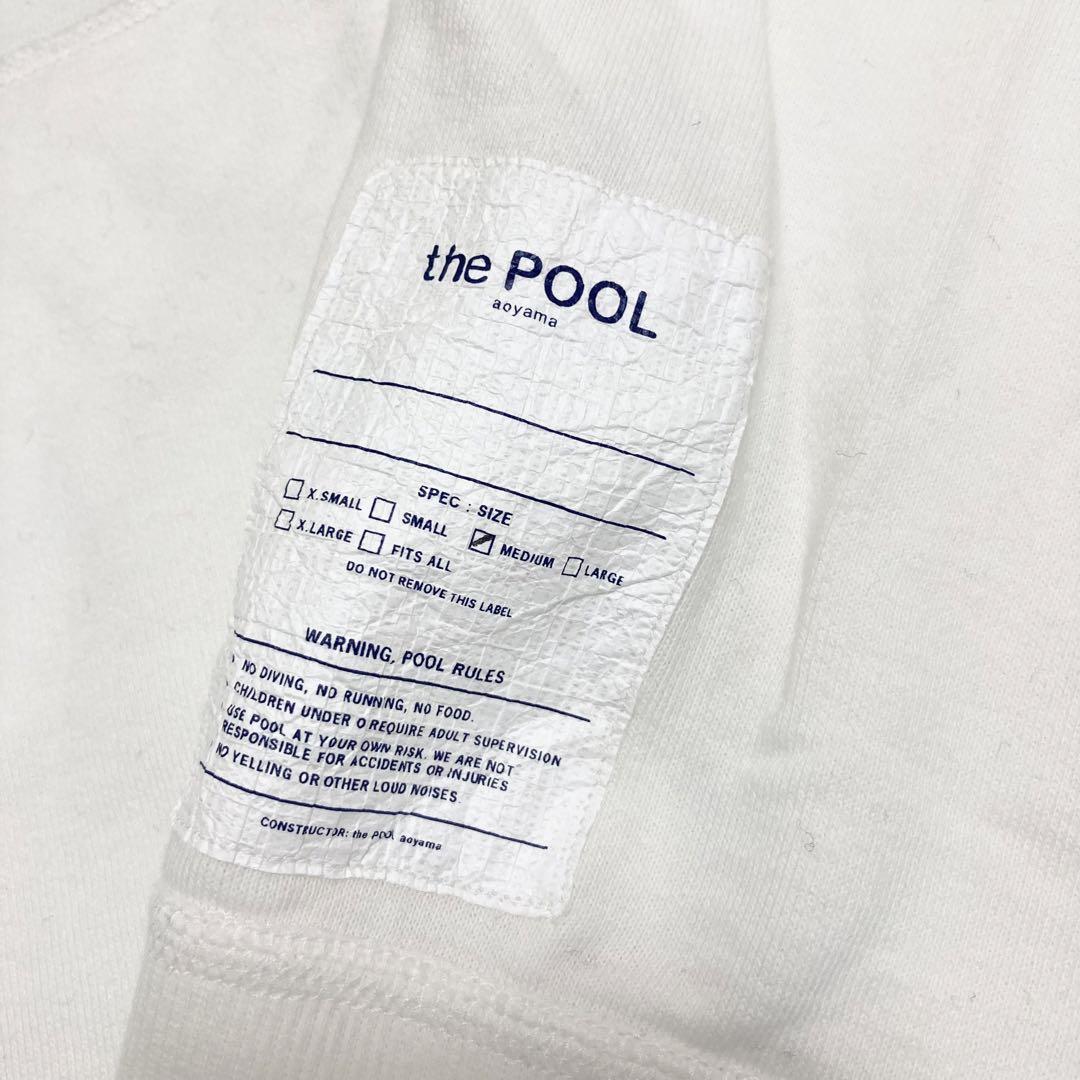 the POOL
aoyama
SPEC : SIZE
X.SMALL SMALL MEDIUM LARGE
X.LARGE FITS ALL
DO NOT REMOVE THIS LABEL
WARNING, POOL RULES
NO DIVING, NO RUNNING, NO FOOD.
CHILDREN UNDER 0 REQUIRE ADULT SUPERVISION
USE POOL AT YOUR OWN RISK. WE ARE NOT
RESPONSIBLE FOR ACCIDENTS OR INJURIES
NO YELLING OR OTHER LOUD NOISES.
CONSTRUCTOR: the POOL aoyama